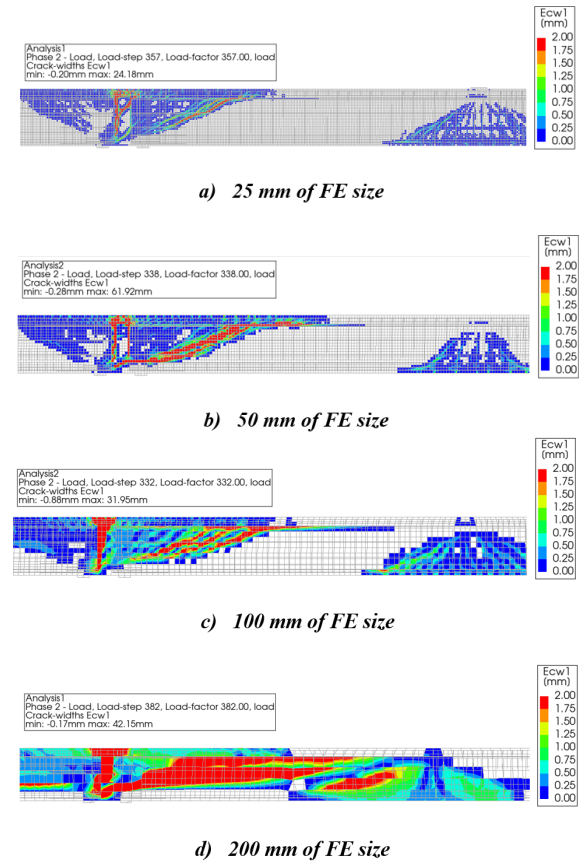 Analysis1
Phase 2 - Load, Load-step 357, Load-factor 357.00, load
Crack-widths Ecw1
min: -0.20mm max: 24.18mm
Ecw1
(mm)
2.00
1.75
1.50
1.25
1.00
0.75
0.50
0.25
0.00
a) 25 mm of FE size
Analysis2
Phase 2 - Load, Load-step 338, Load-factor 338.00, load
Crack-widths Ecw1
min: -0.28mm max: 61.92mm
Ecw1
(mm)
2.00
1.75
1.50
1.25
1.00
0.75
0.50
0.25
0.00
b) 50 mm of FE size
Analysis2
Phase 2 - Load, Load-step 332, Load-factor 332.00, load
Crack-widths Ecw1
min: -0.88mm max: 31.95mm
Ecw1
(mm)
2.00
1.75
1.50
1.25
1.00
0.75
0.50
0.25
0.00
c) 100 mm of FE size
Analysis1
Phase 2 - Load, Load-step 382, Load-factor 382.00, load
Crack-widths Ecw1
min: -0.17mm max: 42.15mm
Ecw1
(mm)
2.00
1.75
1.50
1.25
1.00
0.75
0.50
0.25
0.00
d) 200 mm of FE size